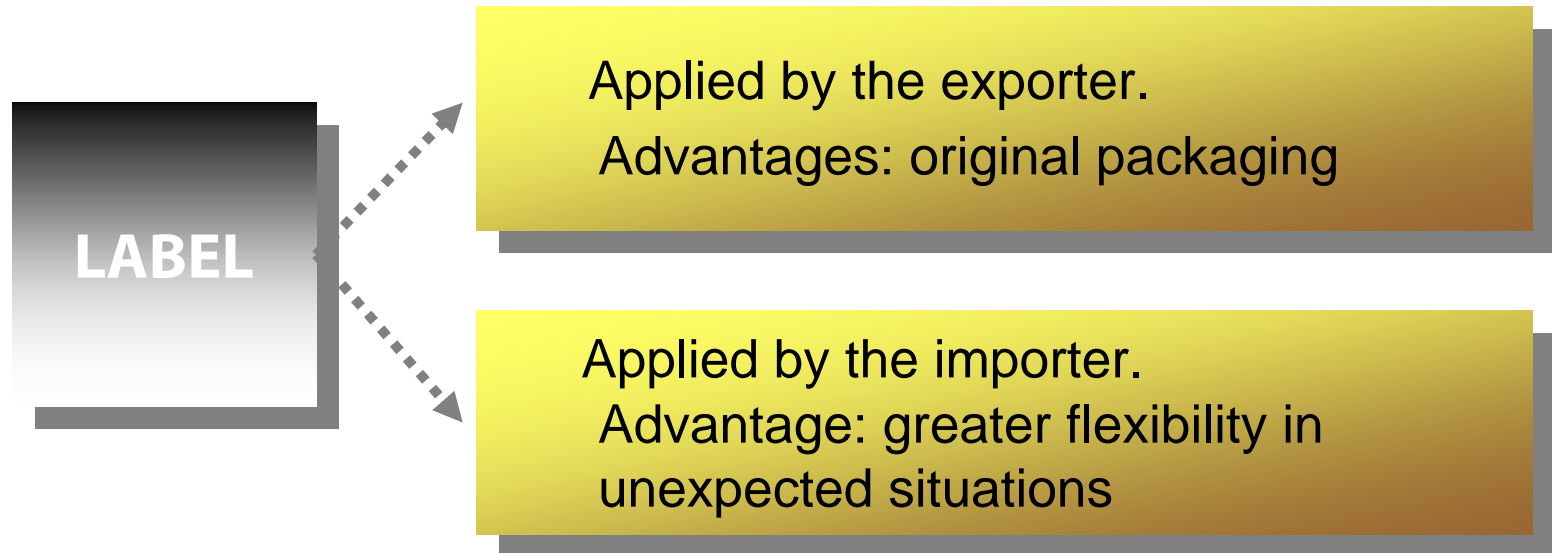 LABEL
Applied by the exporter.
Advantages: original packaging
Applied by the importer.
Advantage: greater flexibility in
unexpected situations